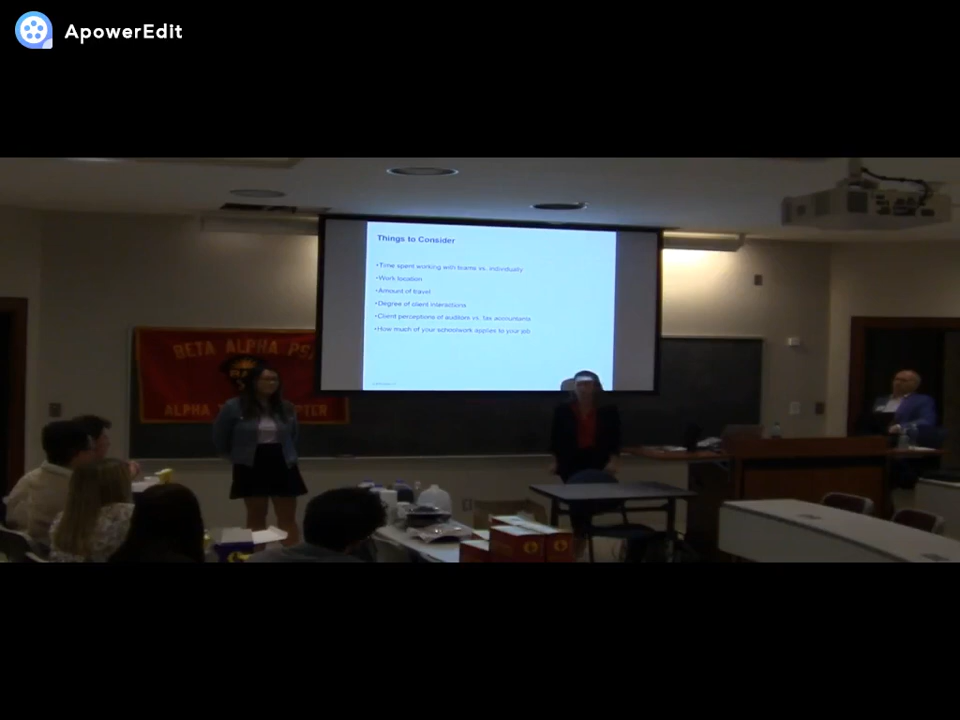 ApowerEdit
Things to Consider
•Time spent working with teams vs. individually
•Work location
•Amount of travel
•Degree of client interactions
•Client perceptions of auditors vs. tax accountants
•How much of your schoolwork applies to your job
BETA ALPHA PSI
ALPHA
TER